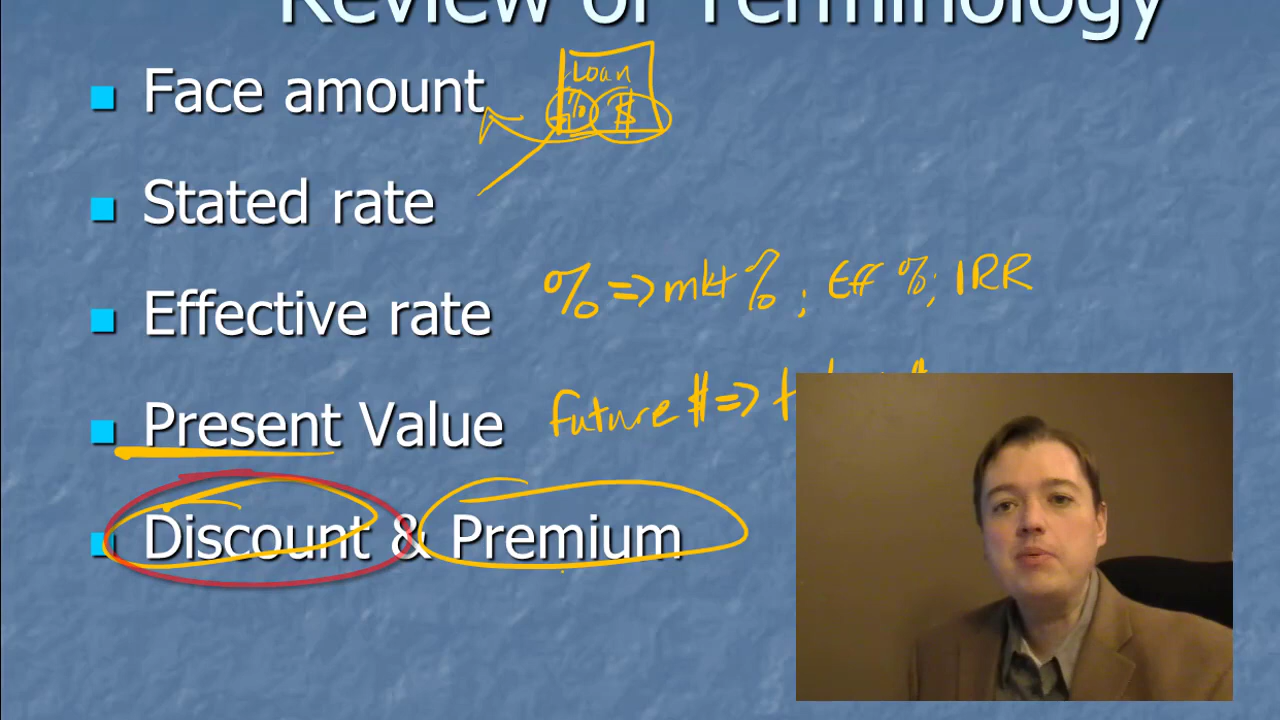 Review of Terminology
Face amount
Loan
% $
Stated rate
Effective rate
% => mkt % ; Eff % ; IRR
Present Value
future $ =>
Discount & Premium